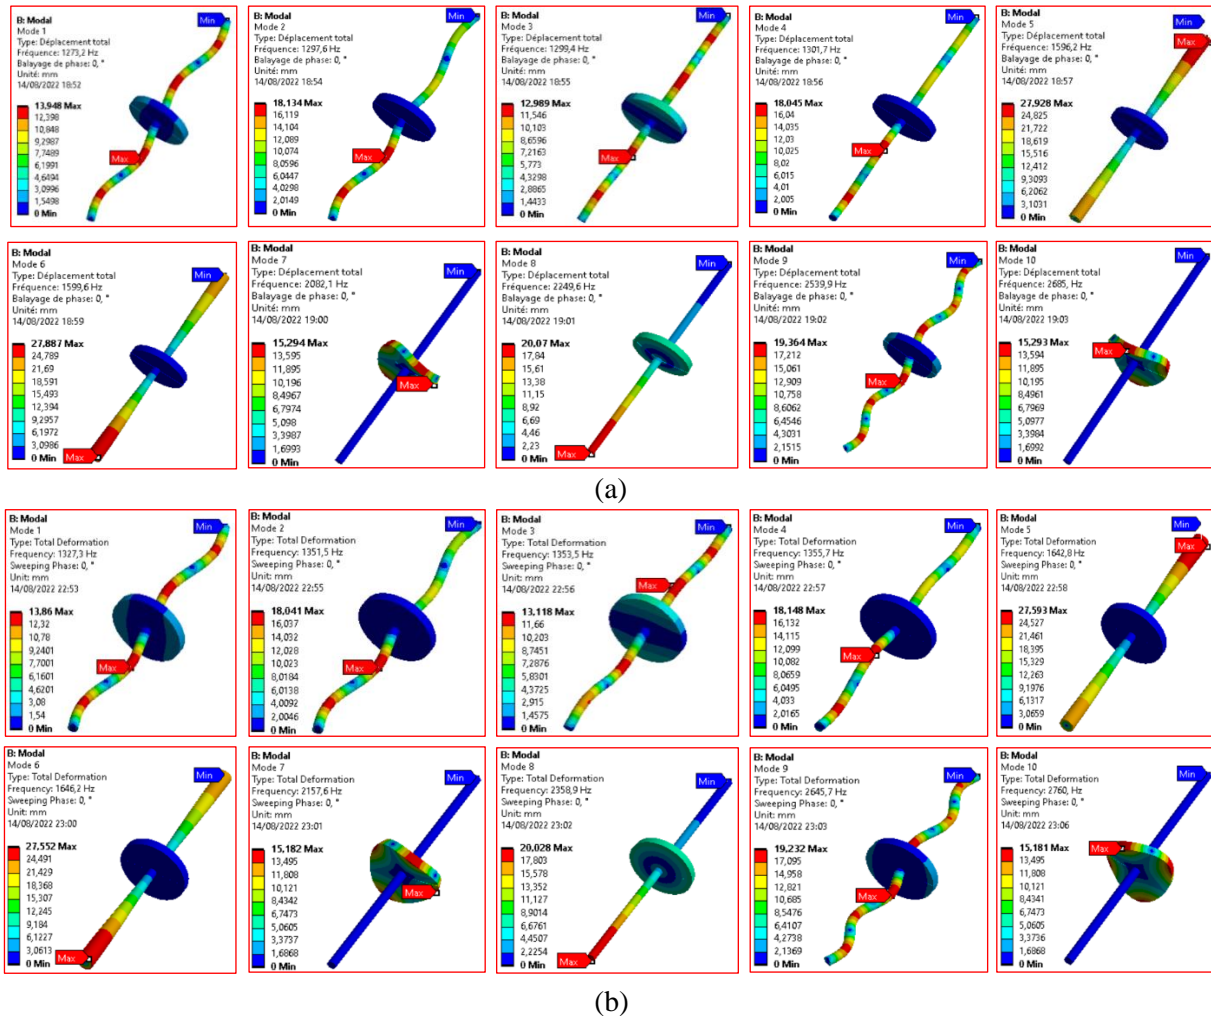 B: Modal
Mode 1
Type: Déplacement total
Fréquence: 1273,2 Hz
Balayage de phase: 0, °
Unité: mm
14/08/2022 18:52
13,948 Max
12,398
10,848
9,2987
7,7489
6,1991
4,6494
3,0996
1,5498
0 Min
Min
Max
B: Modal
Mode 2
Type: Déplacement total
Fréquence: 1297,6 Hz
Balayage de phase: 0, °
Unité: mm
14/08/2022 18:54
18,134 Max
16,119
14,104
12,089
10,074
8,0596
6,0447
4,0298
2,0149
0 Min
Min
Max
B: Modal
Mode 3
Type: Déplacement total
Fréquence: 1299,4 Hz
Balayage de phase: 0, °
Unité: mm
14/08/2022 18:55
12,989 Max
11,546
10,103
8,6596
7,2163
5,773
4,3298
2,8865
1,4433
0 Min
Min
Max
B: Modal
Mode 4
Type: Déplacement total
Fréquence: 1301,7 Hz
Balayage de phase: 0, °
Unité: mm
14/08/2022 18:56
18,045 Max
16,04
14,035
12,03
10,025
8,02
6,015
4,01
2,005
0 Min
Min
Max
B: Modal
Mode 5
Type: Déplacement total
Fréquence: 1596,2 Hz
Balayage de phase: 0, °
Unité: mm
14/08/2022 18:57
27,928 Max
24,825
21,722
18,619
15,516
12,412
9,3093
6,2062
3,1031
0 Min
Min
Max
B: Modal
Mode 6
Type: Déplacement total
Fréquence: 1599,6 Hz
Balayage de phase: 0, °
Unité: mm
14/08/2022 18:59
27,887 Max
24,789
21,69
18,591
15,493
12,394
9,2957
6,1972
3,0986
0 Min
Min
Max
B: Modal
Mode 7
Type: Déplacement total
Fréquence: 2082,1 Hz
Balayage de phase: 0, °
Unité: mm
14/08/2022 19:00
15,294 Max
13,595
11,895
10,196
8,4967
6,7974
5,098
3,3987
1,6993
0 Min
Min
Max
B: Modal
Mode 8
Type: Déplacement total
Fréquence: 2249,6 Hz
Balayage de phase: 0, °
Unité: mm
14/08/2022 19:01
20,07 Max
17,84
15,61
13,38
11,15
8,92
6,69
4,46
2,23
0 Min
Min
Max
B: Modal
Mode 9
Type: Déplacement total
Fréquence: 2539,9 Hz
Balayage de phase: 0, °
Unité: mm
14/08/2022 19:02
19,364 Max
17,212
15,061
12,909
10,758
8,6062
6,4546
4,3031
2,1515
0 Min
Min
Max
B: Modal
Mode 10
Type: Déplacement total
Fréquence: 2685, Hz
Balayage de phase: 0, °
Unité: mm
14/08/2022 19:03
15,293 Max
13,594
11,895
10,195
8,4961
6,7969
5,0977
3,3984
1,6992
0 Min
Min
Max
(a)
B: Modal
Mode 1
Type: Total Deformation
Frequency: 1327,3 Hz
Sweeping Phase: 0, °
Unit: mm
14/08/2022 22:53
13,86 Max
12,32
10,78
9,2401
7,7001
6,1601
4,6201
3,08
1,54
0 Min
Min
Max
B: Modal
Mode 2
Type: Total Deformation
Frequency: 1351,5 Hz
Sweeping Phase: 0, °
Unit: mm
14/08/2022 22:55
18,041 Max
16,037
14,032
12,028
10,023
8,0184
6,0138
4,0092
2,0046
0 Min
Min
Max
B: Modal
Mode 3
Type: Total Deformation
Frequency: 1353,5 Hz
Sweeping Phase: 0, °
Unit: mm
14/08/2022 22:56
13,118 Max
11,66
10,203
8,7451
7,2876
5,8301
4,3725
2,915
1,4575
0 Min
Min
Max
B: Modal
Mode 4
Type: Total Deformation
Frequency: 1355,7 Hz
Sweeping Phase: 0, °
Unit: mm
14/08/2022 22:57
18,148 Max
16,132
14,115
12,099
10,082
8,0659
6,0495
4,033
2,0165
0 Min
Min
Max
B: Modal
Mode 5
Type: Total Deformation
Frequency: 1642,8 Hz
Sweeping Phase: 0, °
Unit: mm
14/08/2022 22:58
27,593 Max
24,527
21,461
18,395
15,329
12,263
9,1976
6,1317
3,0659
0 Min
Min
Max
B: Modal
Mode 6
Type: Total Deformation
Frequency: 1646,2 Hz
Sweeping Phase: 0, °
Unit: mm
14/08/2022 23:00
27,552 Max
24,491
21,429
18,368
15,307
12,245
9,184
6,1227
3,0613
0 Min
Min
Max
B: Modal
Mode 7
Type: Total Deformation
Frequency: 2157,6 Hz
Sweeping Phase: 0, °
Unit: mm
14/08/2022 23:01
15,182 Max
13,495
11,808
10,121
8,4342
6,7473
5,0605
3,3737
1,6868
0 Min
Min
Max
B: Modal
Mode 8
Type: Total Deformation
Frequency: 2358,9 Hz
Sweeping Phase: 0, °
Unit: mm
14/08/2022 23:02
20,028 Max
17,803
15,578
13,352
11,127
8,9014
6,6761
4,4507
2,2254
0 Min
Min
Max
B: Modal
Mode 9
Type: Total Deformation
Frequency: 2645,7 Hz
Sweeping Phase: 0, °
Unit: mm
14/08/2022 23:03
19,232 Max
17,095
14,958
12,821
10,685
8,5476
6,4107
4,2738
2,1369
0 Min
Min
Max
B: Modal
Mode 10
Type: Total Deformation
Frequency: 2760, Hz
Sweeping Phase: 0, °
Unit: mm
14/08/2022 23:06
15,181 Max
13,495
11,808
10,121
8,4341
6,7473
5,0605
3,3736
1,6868
0 Min
Min
Max
(b)